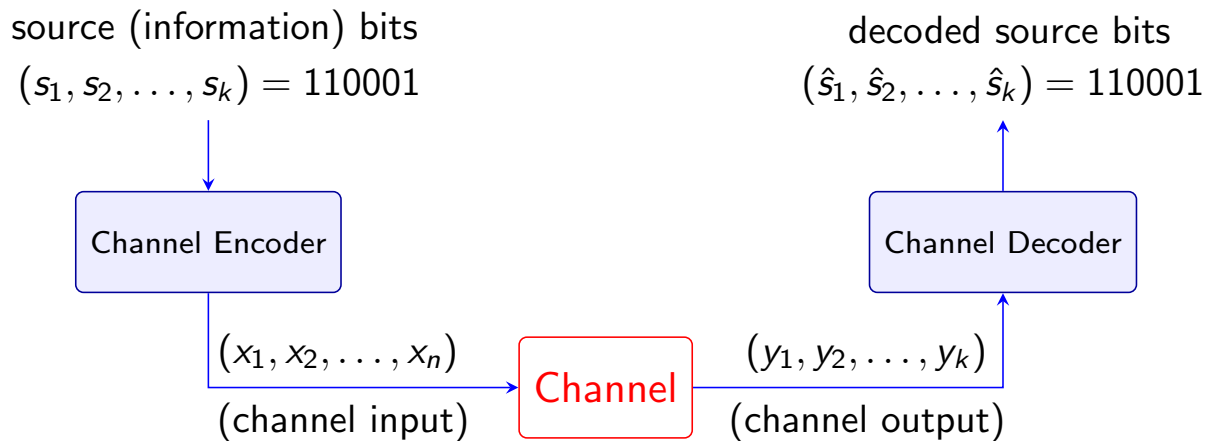 source (information) bits
(s₁, s₂, . . . , sₖ) = 110001
decoded source bits
(ŝ₁, ŝ₂, . . . , ŝₖ) = 110001
Channel Encoder
Channel Decoder
(x₁, x₂, . . . , xₙ)
(channel input)
Channel
(y₁, y₂, . . . , yₖ)
(channel output)